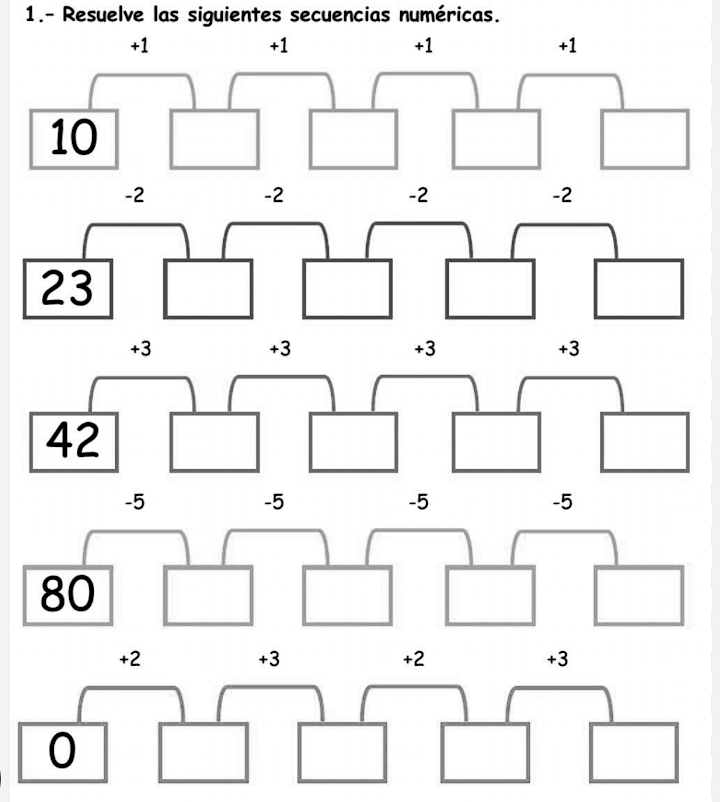 1.- Resuelve las siguientes secuencias numéricas.
+1 +1 +1 +1
10
-2 -2 -2 -2
23
+3 +3 +3 +3
42
-5 -5 -5 -5
80
+2 +3 +2 +3
0